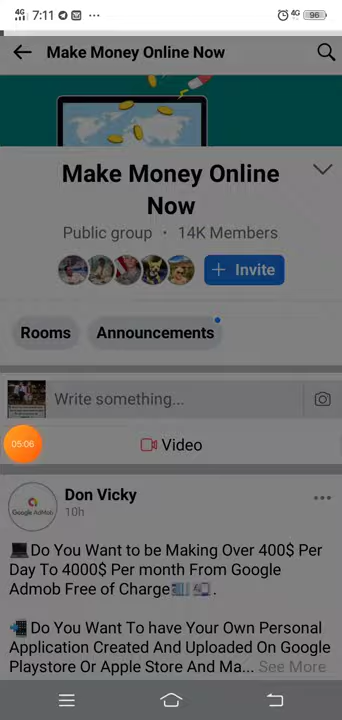 4G 7:11 ... 4G 96
Make Money Online Now
Make Money Online
Now
Public group · 14K Members
+ Invite
Rooms Announcements
Write something...
05:06
Video
Don Vicky
10h
Google AdMob
💻Do You Want to be Making Over 400$ Per
Day To 4000$ Per month From Google
Admob Free of Charge🏧📲.
📲Do You Want To have Your Own Personal
Application Created And Uploaded On Google
Playstore Or Apple Store And Ma... See More